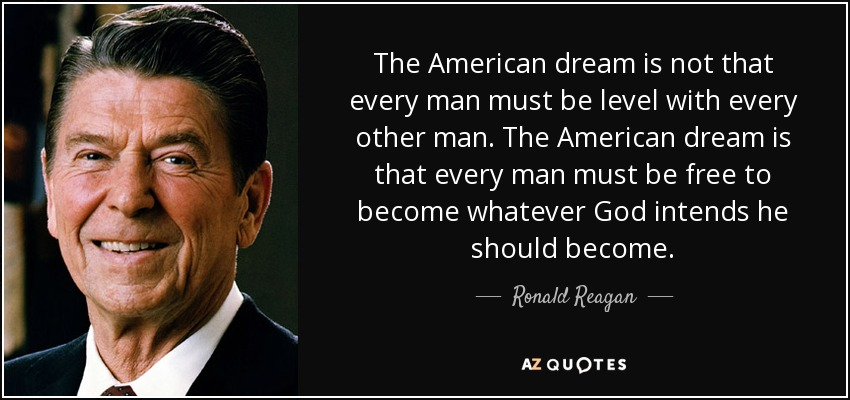 The American dream is not that
every man must be level with every
other man. The American dream is
that every man must be free to
become whatever God intends he
should become.
Ronald Reagan
AZ QUOTES